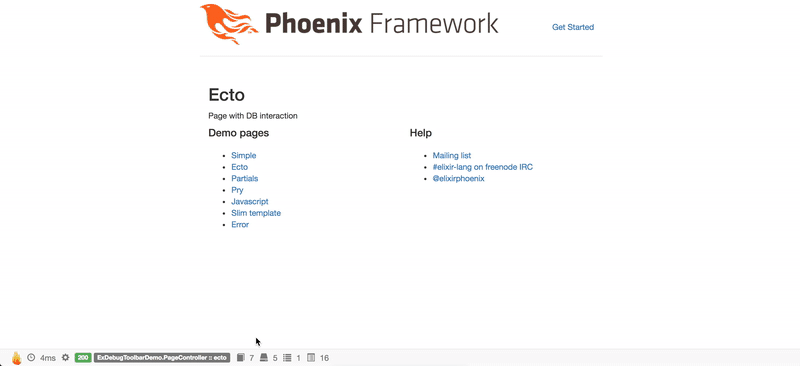 Phoenix Framework
Get Started
Ecto
Page with DB interaction
Demo pages
Simple
Ecto
Partials
Pry
Javascript
Slim template
Error
Help
Mailing list
#elixir-lang on freenode IRC
@elixirphoenix
4ms 200 ExDebugToolbarDemo.PageController :: ecto 7 5 1 16